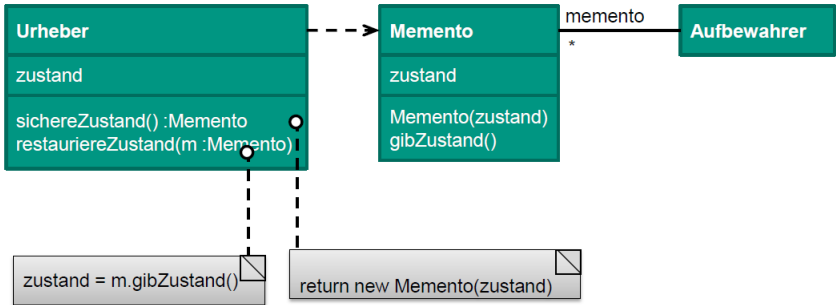 Urheber
zustand
sichereZustand() :Memento
restauriereZustand(m :Memento)
Memento
zustand
Memento(zustand)
gibZustand()
memento
*
Aufbewahrer
zustand = m.gibZustand()
return new Memento(zustand)